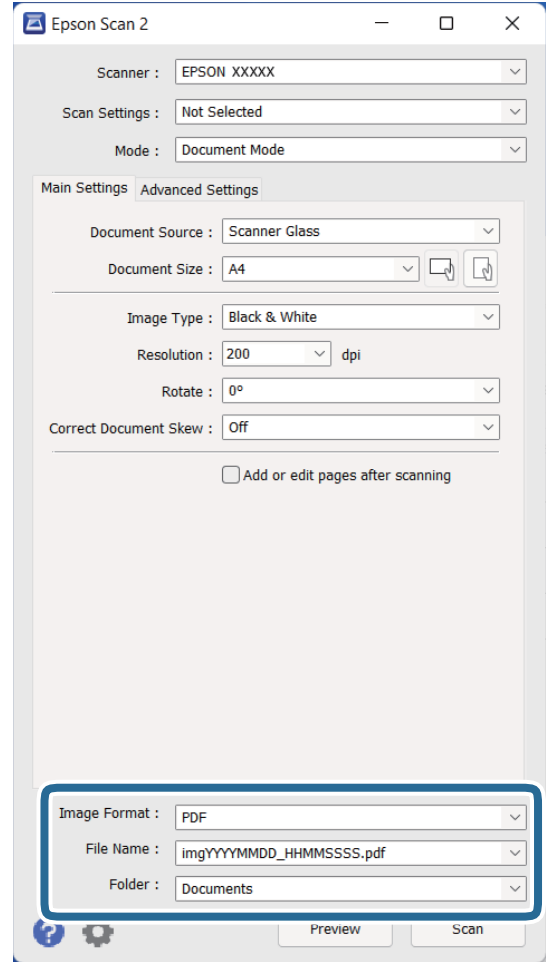 Epson Scan 2
Scanner : EPSON XXXXX
Scan Settings : Not Selected
Mode : Document Mode
Main Settings Advanced Settings
Document Source : Scanner Glass
Document Size : A4
Image Type : Black & White
Resolution : 200 dpi
Rotate : 0°
Correct Document Skew : Off
Add or edit pages after scanning
Image Format : PDF
File Name : imgYYYYMMDD_HHMMSSSS.pdf
Folder : Documents
? Preview Scan